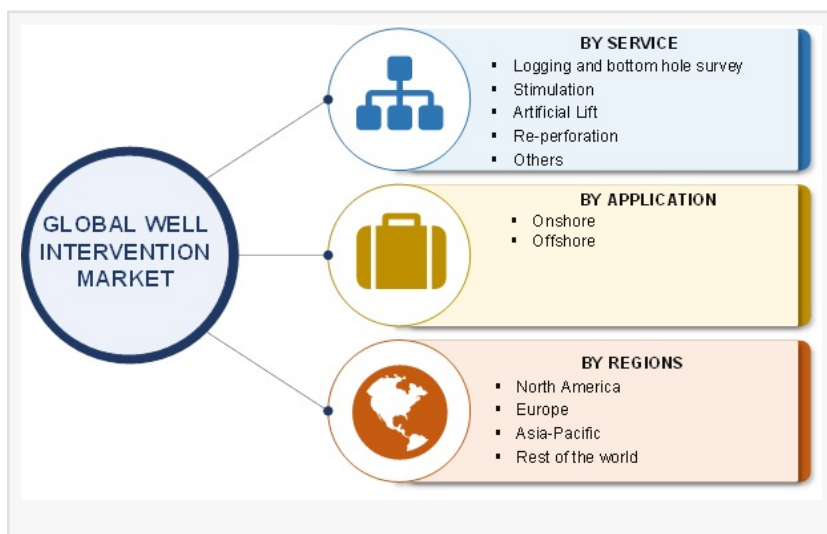 GLOBAL WELL
INTERVENTION
MARKET
BY SERVICE
▪ Logging and bottom hole survey
▪ Stimulation
▪ Artificial Lift
▪ Re-perforation
▪ Others
BY APPLICATION
▪ Onshore
▪ Offshore
BY REGIONS
▪ North America
▪ Europe
▪ Asia-Pacific
▪ Rest of the world